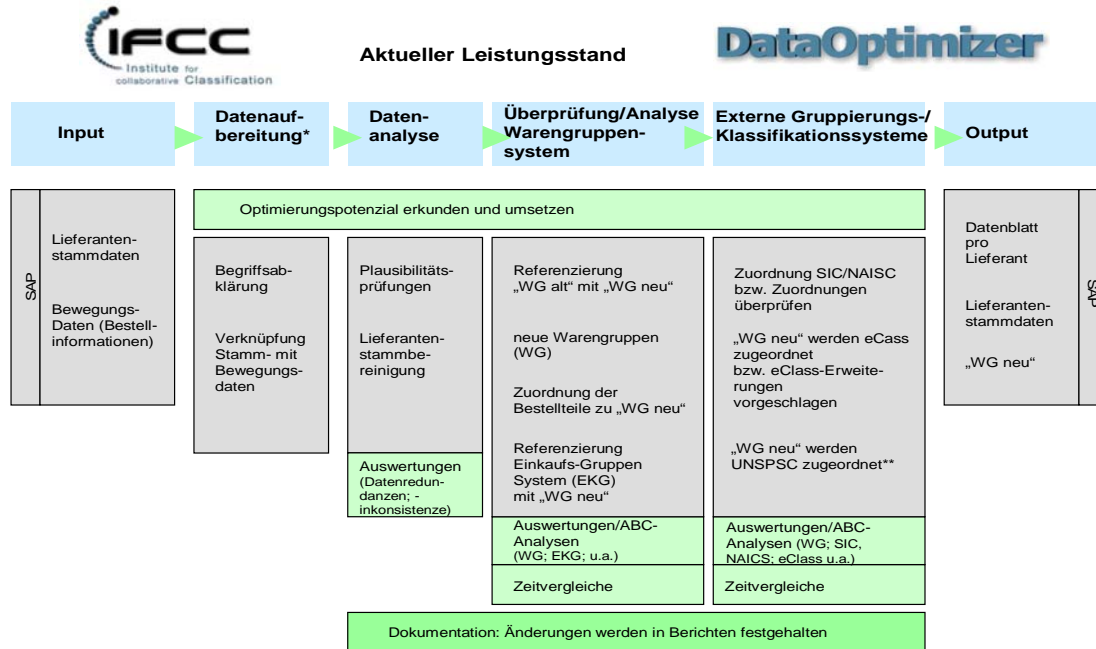 iFCC
Institute for
collaborative Classification
Aktueller Leistungsstand
DataOptimizer
Input
Datenauf-
bereitung*
Daten-
analyse
Überprüfung/Analyse
Warengruppen-
system
Externe Gruppierungs-/
Klassifikationssysteme
Output
Optimierungspotenzial erkunden und umsetzen
SAP
Lieferanten-
stammdaten
Bewegungs-
Daten (Bestell-
informationen)
Begriffsab-
klärung
Verknüpfung
Stamm- mit
Bewegungs-
daten
Plausibilitäts-
prüfungen
Lieferanten-
stammbe-
reinigung
Auswertungen
(Datenredun-
danzen; -
inkonsistenze)
Referenzierung
„WG alt“ mit „WG neu“
neue Warengruppen
(WG)
Zuordnung der
Bestellteile zu „WG neu“
Referenzierung
Einkaufs-Gruppen
System (EKG)
mit „WG neu“
Auswertungen/ABC-
Analysen
(WG; EKG; u.a.)
Zeitvergleiche
Zuordnung SIC/NAISC
bzw. Zuordnungen
überprüfen
„WG neu“ werden eCass
zugeordnet
bzw. eClass-Erweite-
rungen
vorgeschlagen
„WG neu“ werden
UNSPSC zugeordnet**
Auswertungen/ABC-
Analysen (WG; SIC,
NAICS; eClass u.a.)
Zeitvergleiche
Datenblatt
pro
Lieferant
Lieferanten-
stammdaten
„WG neu“
SAP
Dokumentation: Änderungen werden in Berichten festgehalten